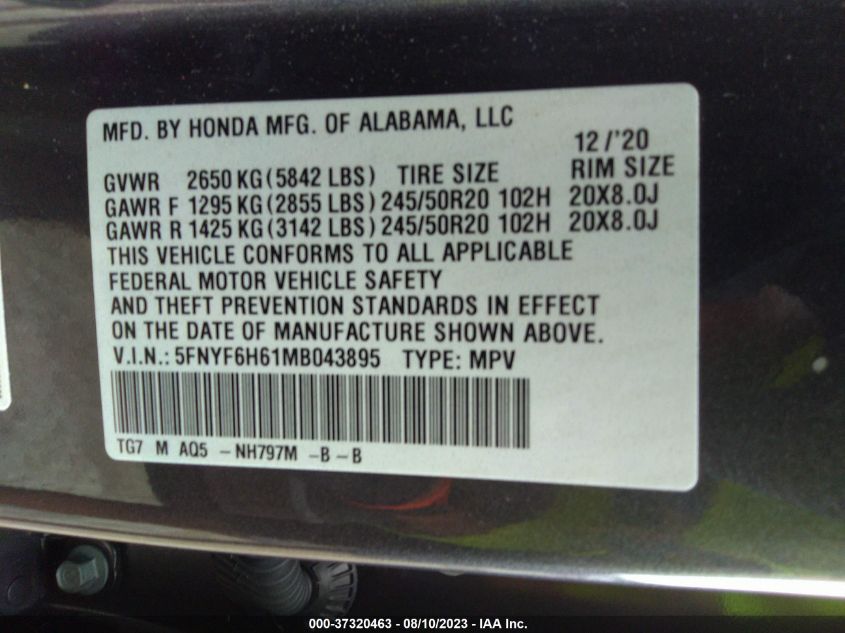 MFD. BY HONDA MFG. OF ALABAMA, LLC
12/'20
GVWR 2650 KG (5842 LBS) TIRE SIZE RIM SIZE
GAWR F 1295 KG (2855 LBS) 245/50R20 102H 20X8.0J
GAWR R 1425 KG (3142 LBS) 245/50R20 102H 20X8.0J
THIS VEHICLE CONFORMS TO ALL APPLICABLE
FEDERAL MOTOR VEHICLE SAFETY
AND THEFT PREVENTION STANDARDS IN EFFECT
ON THE DATE OF MANUFACTURE SHOWN ABOVE.
V.I.N.: 5FNYF6H61MB043895 TYPE: MPV
TG7 M AQ5 - NH797M -B - B
000-37320463 - 08/10/2023 - IAA Inc.